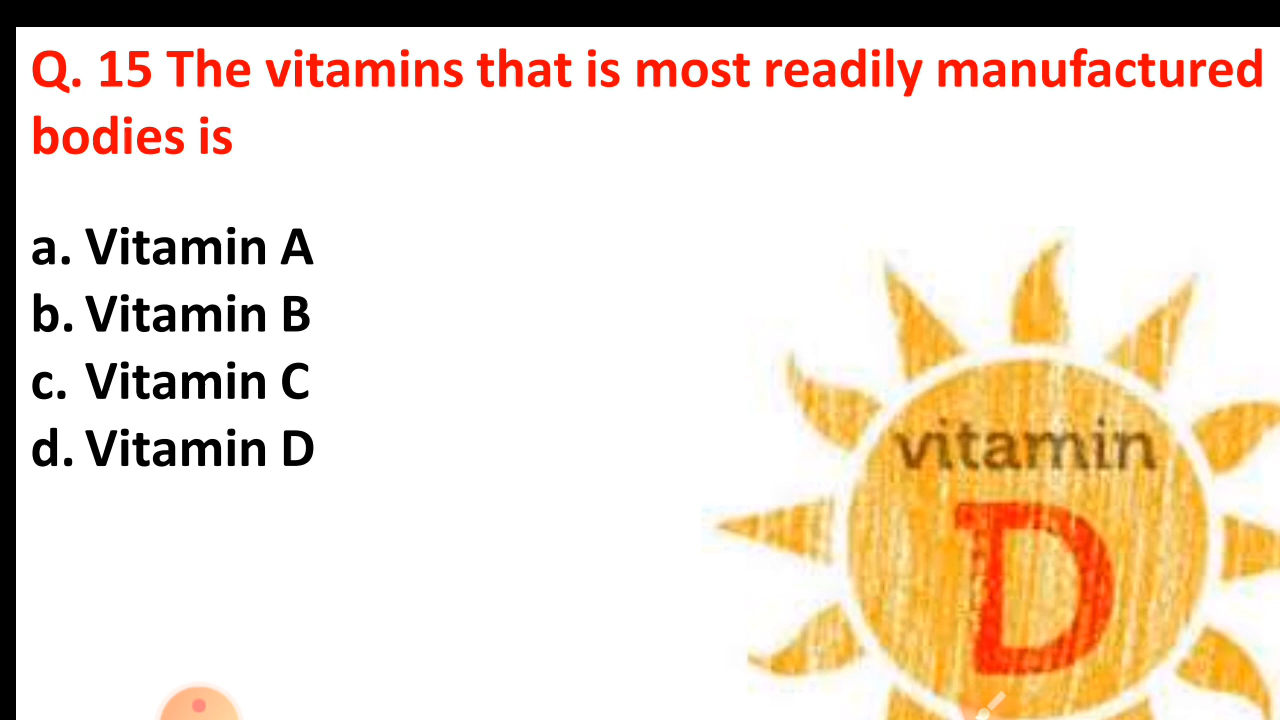 Q. 15 The vitamins that is most readily manufactured
bodies is
a. Vitamin A
b. Vitamin B
c. Vitamin C
d. Vitamin D
vitamin
D